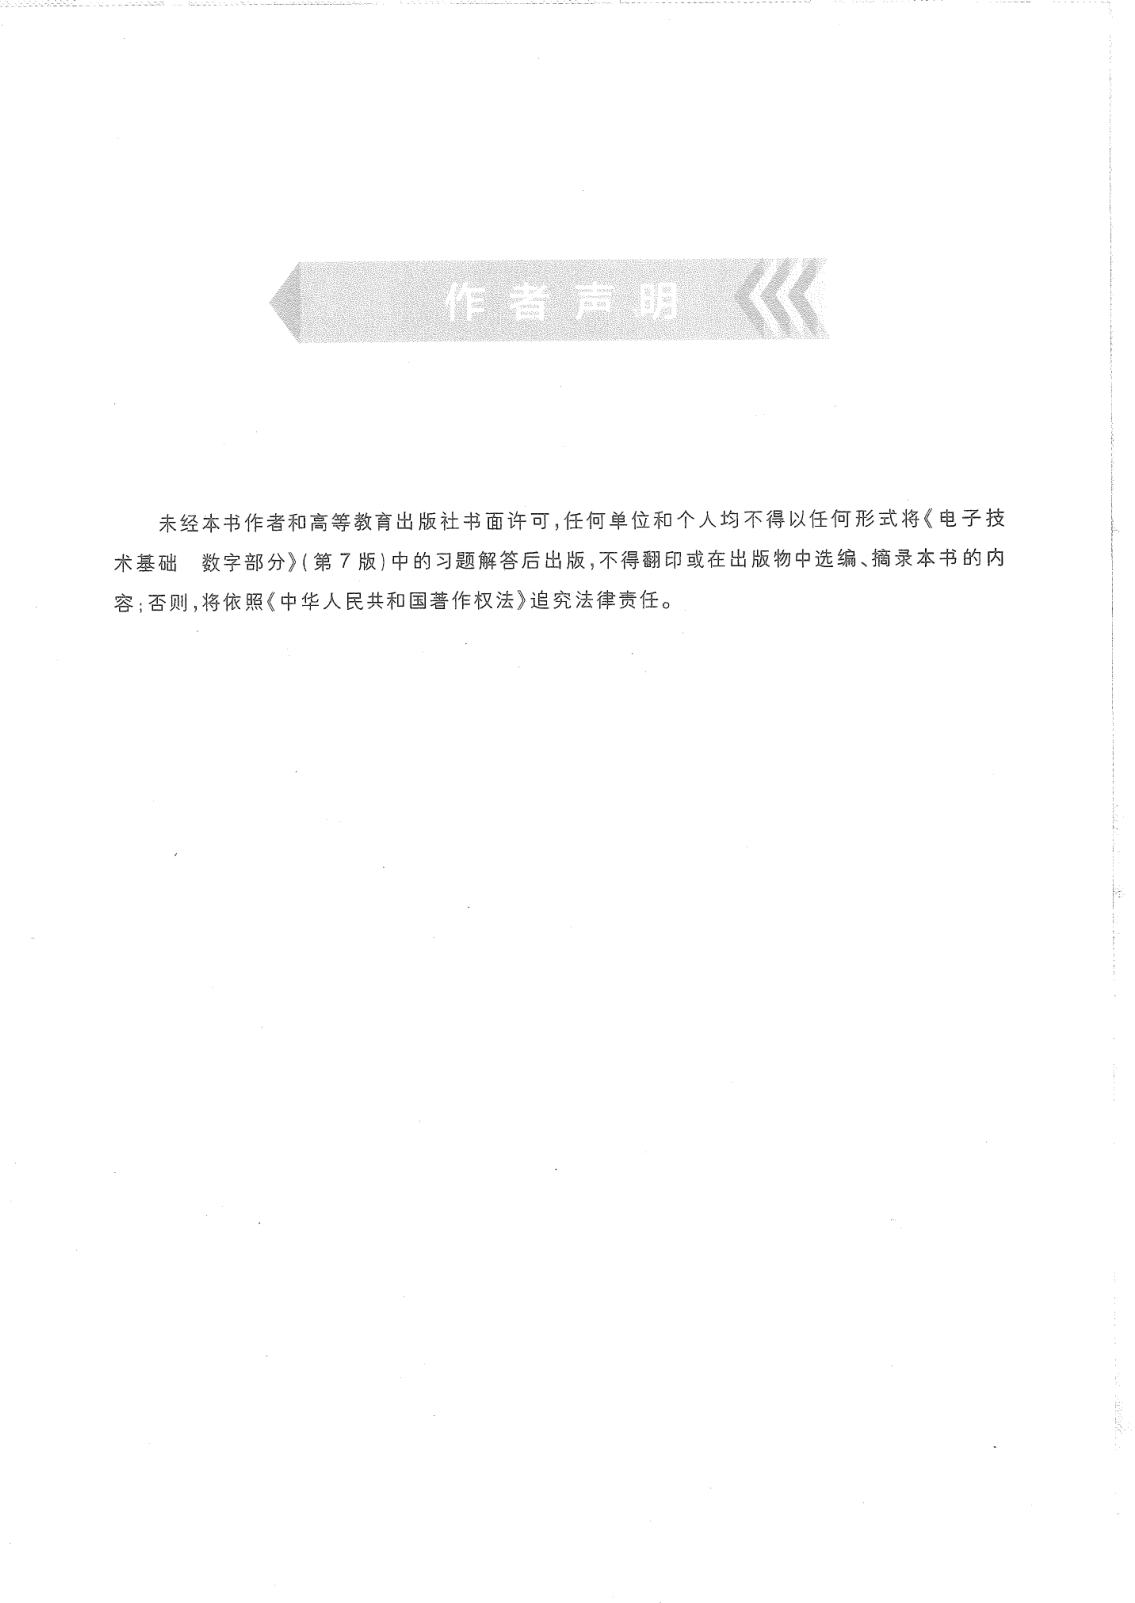 作者声明
未经本书作者和高等教育出版社书面许可,任何单位和个人均不得以任何形式将《电子技
术基础　数字部分》(第7版)中的习题解答后出版,不得翻印或在出版物中选编、摘录本书的内
容;否则,将依照《中华人民共和国著作权法》追究法律责任。